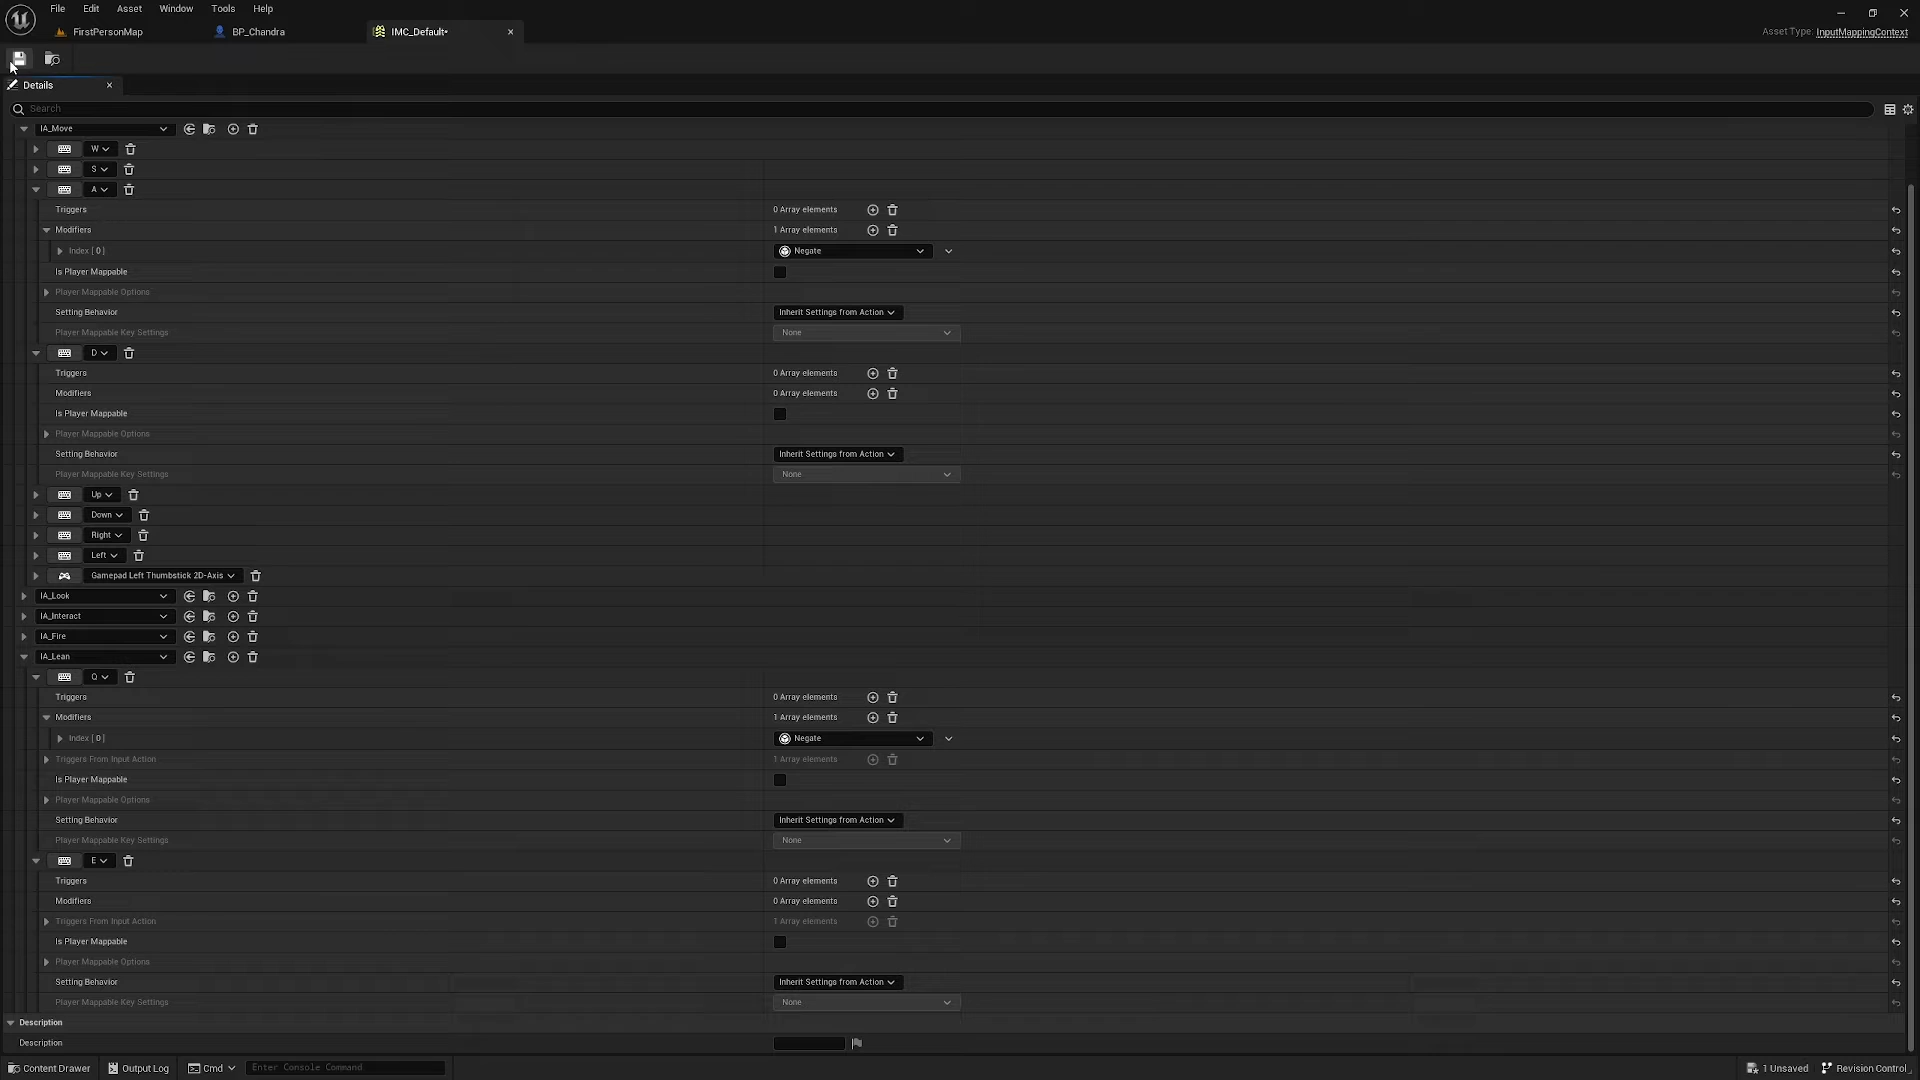 File Edit Asset Window Tools Help
FirstPersonMap BP_Chandra IMC_Default* Asset Type: InputMappingContext
Details
Search
IA_Move
W
S
A
Triggers 0 Array elements
Modifiers 1 Array elements
Index [ 0 ] Negate
Is Player Mappable
Player Mappable Options
Setting Behavior Inherit Settings from Action
Player Mappable Key Settings None
D
Triggers 0 Array elements
Modifiers 0 Array elements
Is Player Mappable
Player Mappable Options
Setting Behavior Inherit Settings from Action
Player Mappable Key Settings None
Up
Down
Right
Left
Gamepad Left Thumbstick 2D-Axis
IA_Look
IA_Interact
IA_Fire
IA_Lean
Q
Triggers 0 Array elements
Modifiers 1 Array elements
Index [ 0 ] Negate
Triggers From Input Action 1 Array elements
Is Player Mappable
Player Mappable Options
Setting Behavior Inherit Settings from Action
Player Mappable Key Settings None
E
Triggers 0 Array elements
Modifiers 0 Array elements
Triggers From Input Action 1 Array elements
Is Player Mappable
Player Mappable Options
Setting Behavior Inherit Settings from Action
Player Mappable Key Settings None
Description
Description
Content Drawer Output Log Cmd Enter Console Command 1 Unsaved Revision Control